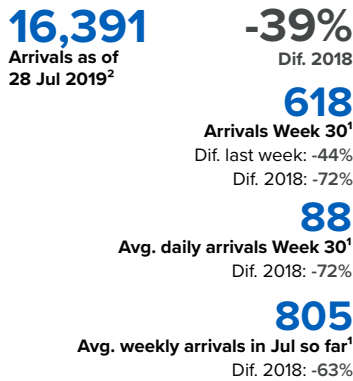 16,391
Arrivals as of
28 Jul 2019²
-39%
Dif. 2018
618
Arrivals Week 30¹
Dif. last week: -44%
Dif. 2018: -72%
88
Avg. daily arrivals Week 30¹
Dif. 2018: -72%
805
Avg. weekly arrivals in Jul so far¹
Dif. 2018: -63%